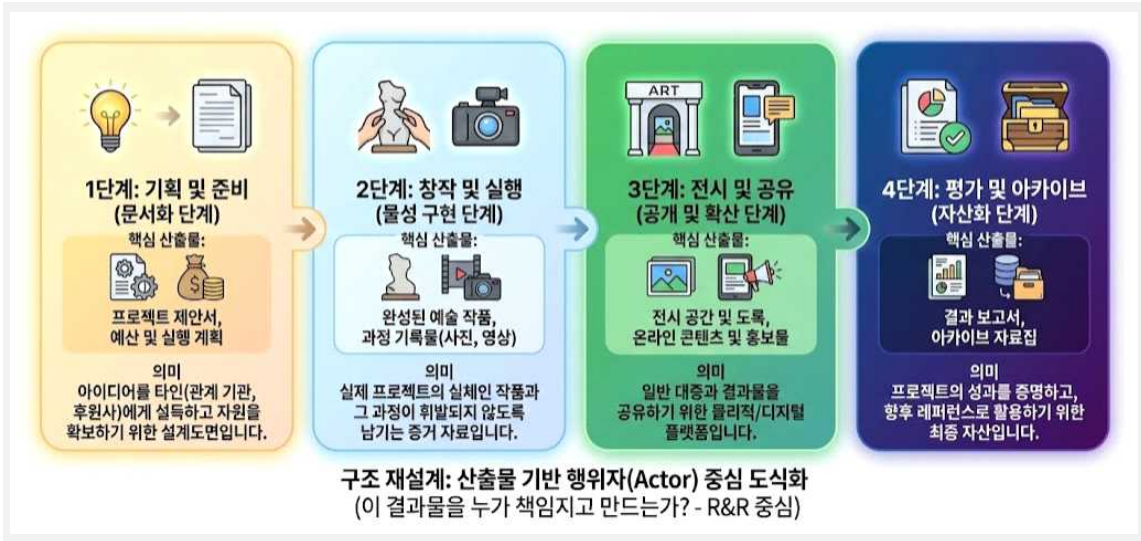 1단계: 기획 및 준비
(문서화 단계)
핵심 산출물:
프로젝트 제안서,
예산 및 실행 계획
의미
아이디어를 타인(관계 기관,
후원사)에게 설득하고 자원을
확보하기 위한 설계도면입니다.
2단계: 창작 및 실행
(물성 구현 단계)
핵심 산출물:
완성된 예술 작품,
과정 기록물(사진, 영상)
의미
실제 프로젝트의 실체인 작품과
그 과정이 휘발되지 않도록
남기는 증거 자료입니다.
ART
3단계: 전시 및 공유
(공개 및 확산 단계)
핵심 산출물:
전시 공간 및 도록,
온라인 콘텐츠 및 홍보물
의미
일반 대중과 결과물을
공유하기 위한 물리적/디지털
플랫폼입니다.
4단계: 평가 및 아카이브
(자산화 단계)
핵심 산출물:
결과 보고서,
아카이브 자료집
의미
프로젝트의 성과를 증명하고,
향후 레퍼런스로 활용하기 위한
최종 자산입니다.
구조 재설계: 산출물 기반 행위자(Actor) 중심 도식화
(이 결과물을 누가 책임지고 만드는가? - R&R 중심)